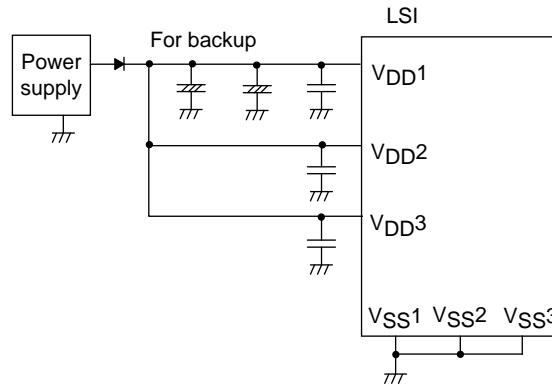 LSI
For backup
Power
supply
VDD1
VDD2
VDD3
VSS1 VSS2 VSS3